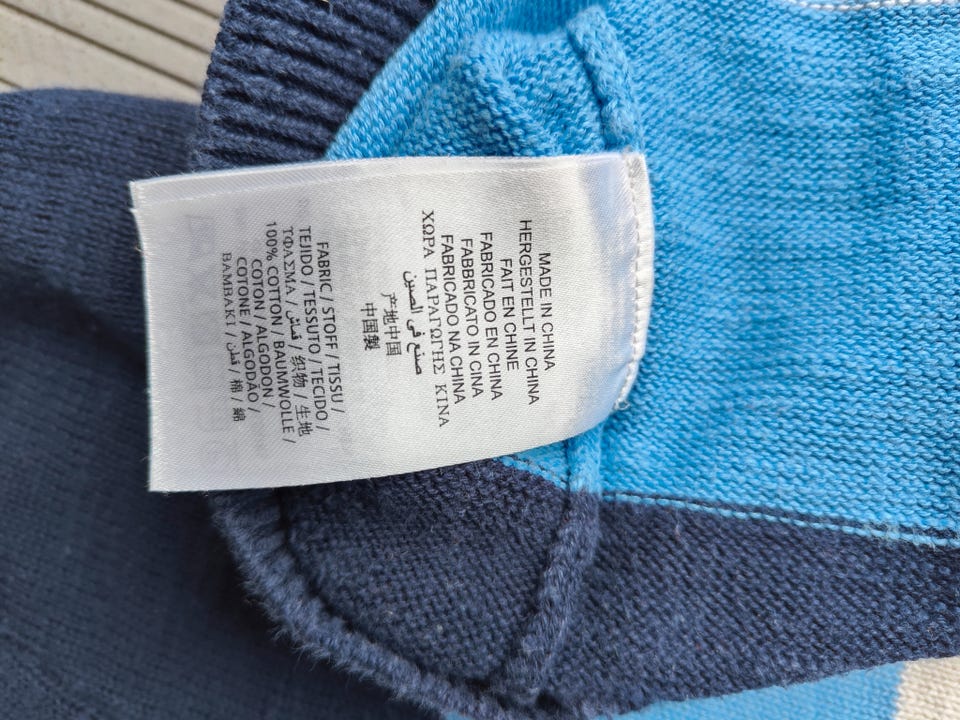 MADE IN CHINA
HERGESTELLT IN CHINA
FAIT EN CHINE
FABRICADO EN CHINA
FABBRICATO IN CINA
FABRICADO NA CHINA
ΧΩΡΑ ΠΑΡΑΓΩΓΗΣ ΚΙΝΑ
صنع في الصين
产地中国
中国製
FABRIC / STOFF / TISSU /
TEJIDO / TESSUTO / TECIDO /
ΥΦΑΣΜΑ / قماش / 织物 / 生地
100% COTTON / BAUMWOLLE /
COTON / ALGODON /
COTONE / ALGODÃO /
ΒΑΜΒΑΚΙ / قطن / 棉 / 綿